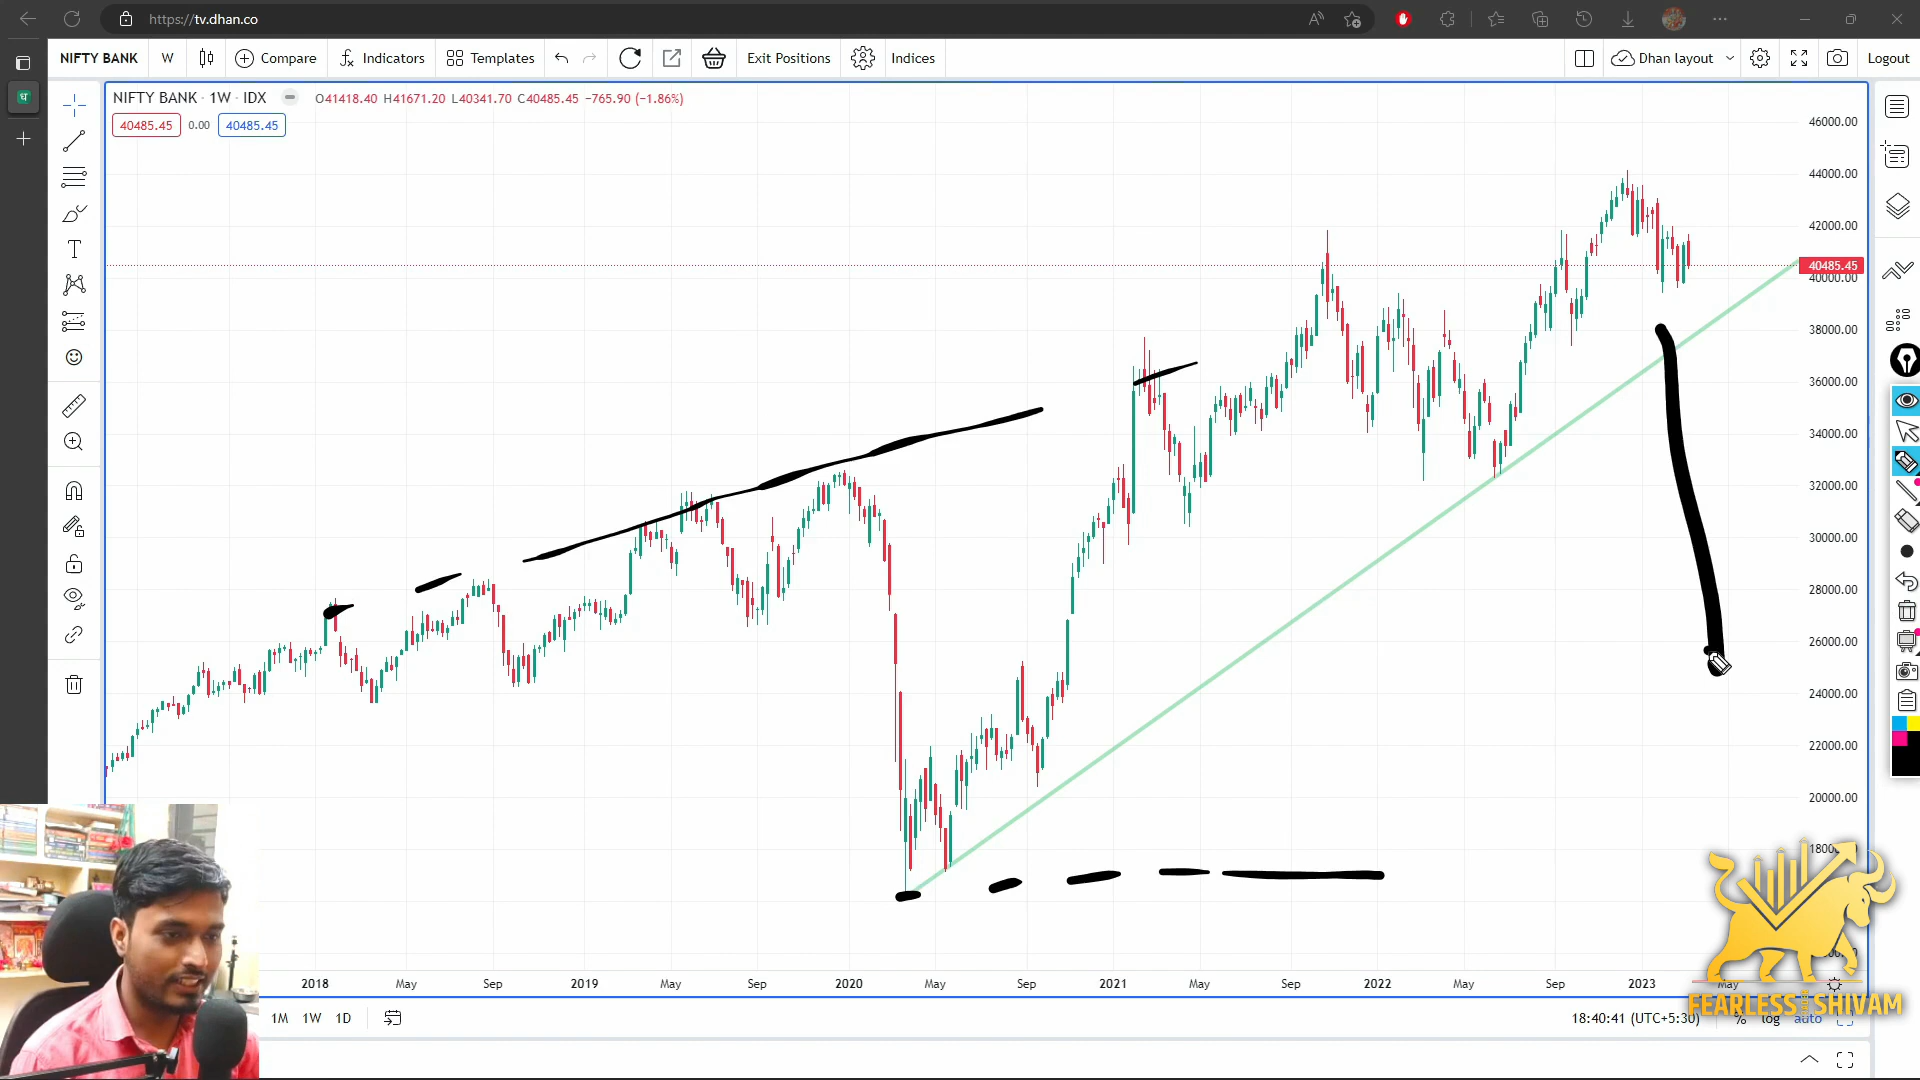 https://tv.dhan.co
NIFTY BANK W Compare Indicators Templates Exit Positions Indices Dhan layout Logout
NIFTY BANK · 1W · IDX O41418.40 H41671.20 L40341.70 C40485.45 −765.90 (−1.86%)
40485.45 0.00 40485.45
46000.00
44000.00
42000.00
40485.45
40000.00
38000.00
36000.00
34000.00
32000.00
30000.00
28000.00
26000.00
24000.00
22000.00
20000.00
2018 May Sep 2019 May Sep 2020 May Sep 2021 May Sep 2022 May Sep 2023 May
FEARLESS SHIVAM
1M 1W 1D 18:40:41 (UTC+5:30) % log auto